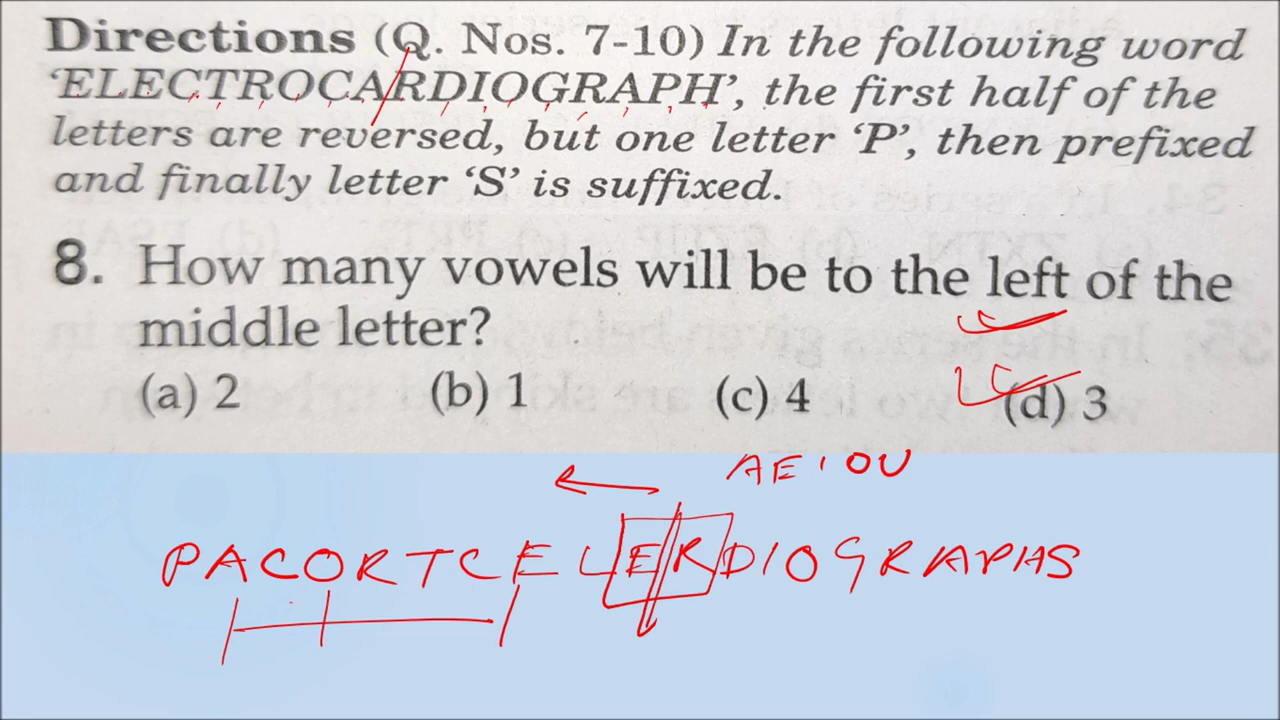 Directions (Q. Nos. 7-10) In the following word
‘ELECTROCARDIOGRAPH’, the first half of the
letters are reversed, but one letter ‘P’, then prefixed
and finally letter ‘S’ is suffixed.
8. How many vowels will be to the left of the
middle letter?
(a) 2 (b) 1 (c) 4 (d) 3
AEIOU
PACORTCELERDIOGRAPHS